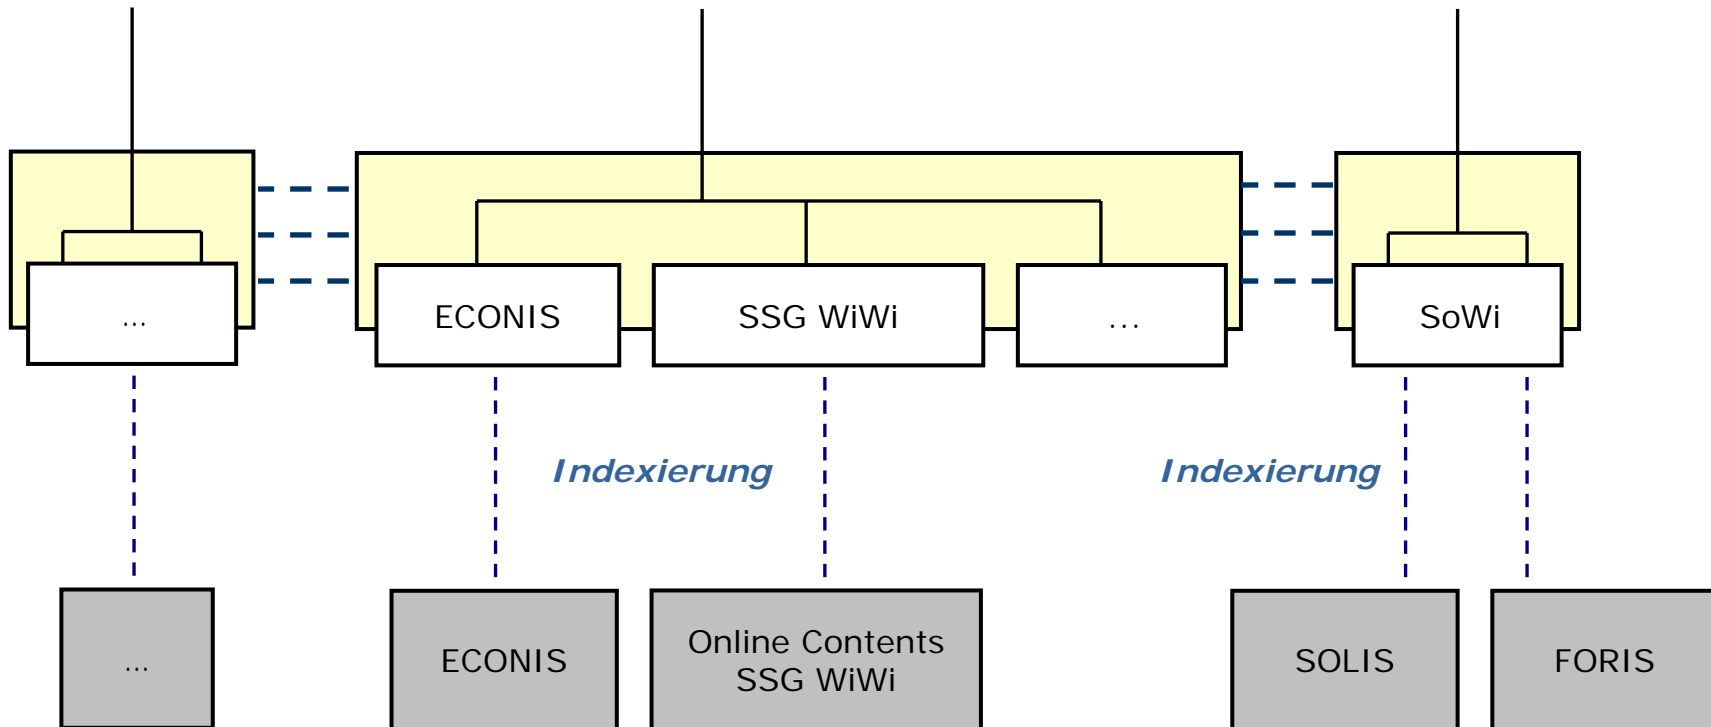 ...
ECONIS
SSG WiWi
...
SoWi
Indexierung
Indexierung
...
ECONIS
Online Contents
SSG WiWi
SOLIS
FORIS